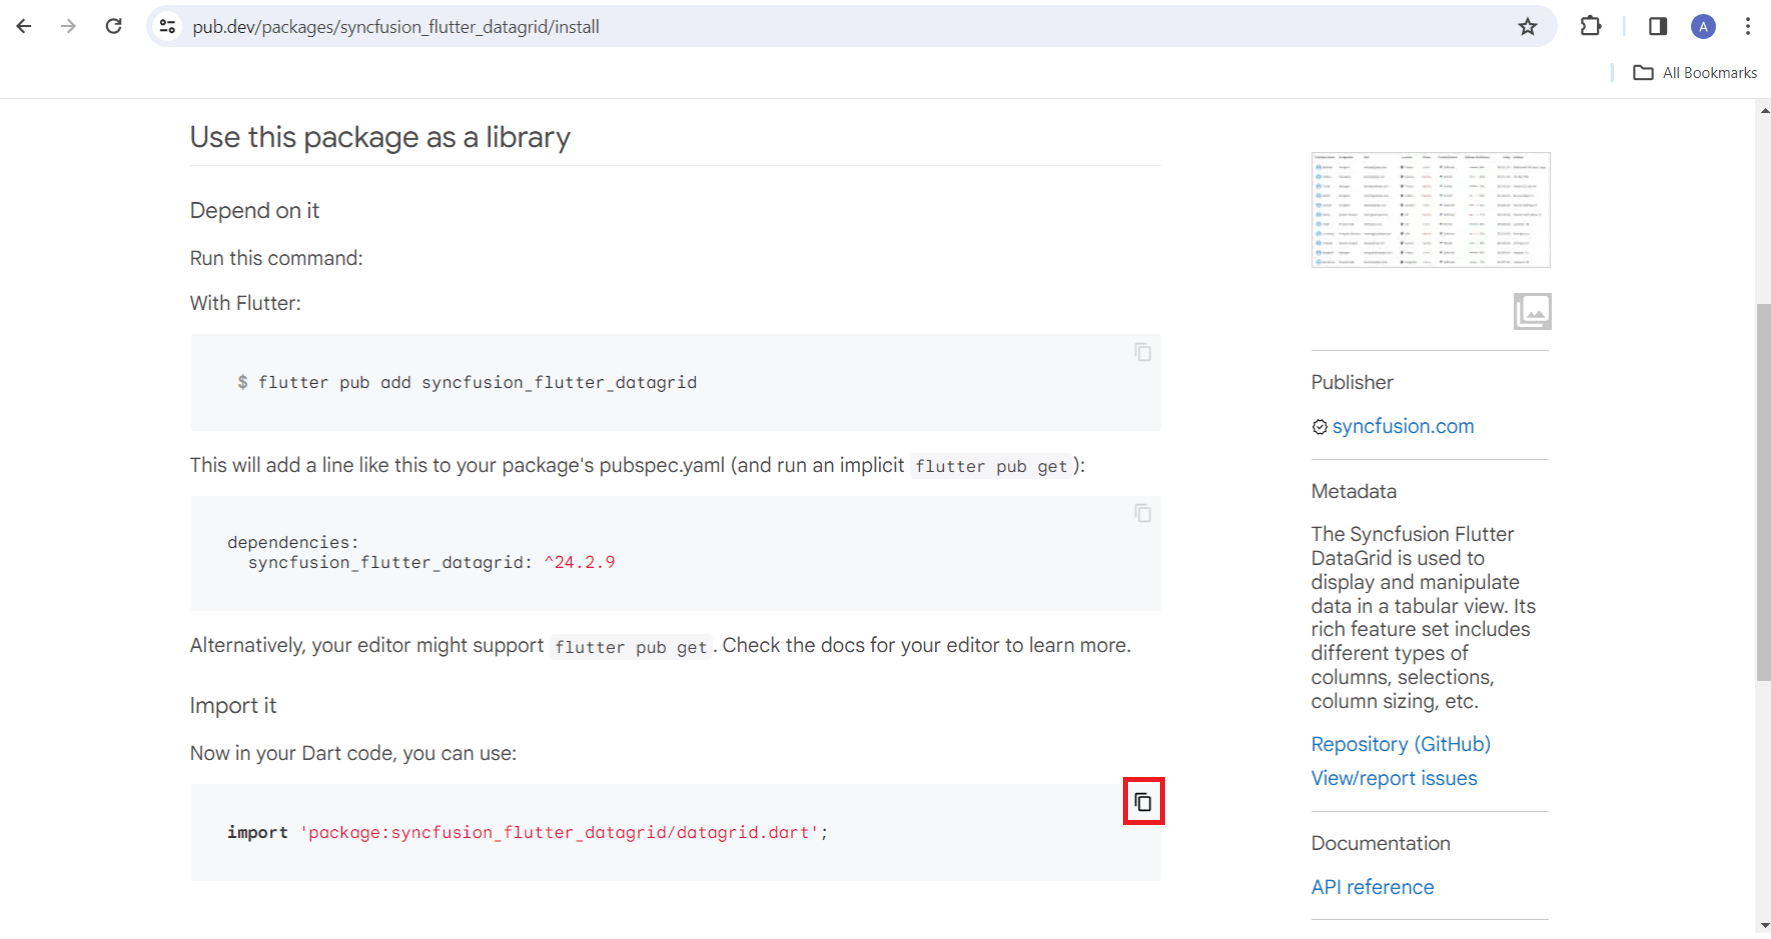 pub.dev/packages/syncfusion_flutter_datagrid/install
A
All Bookmarks
Use this package as a library
Depend on it
Run this command:
With Flutter:
$ flutter pub add syncfusion_flutter_datagrid
This will add a line like this to your package's pubspec.yaml (and run an implicit flutter pub get ):
dependencies:
syncfusion_flutter_datagrid: ^24.2.9
Alternatively, your editor might support flutter pub get . Check the docs for your editor to learn more.
Import it
Now in your Dart code, you can use:
import 'package:syncfusion_flutter_datagrid/datagrid.dart';
Publisher
syncfusion.com
Metadata
The Syncfusion Flutter
DataGrid is used to
display and manipulate
data in a tabular view. Its
rich feature set includes
different types of
columns, selections,
column sizing, etc.
Repository (GitHub)
View/report issues
Documentation
API reference